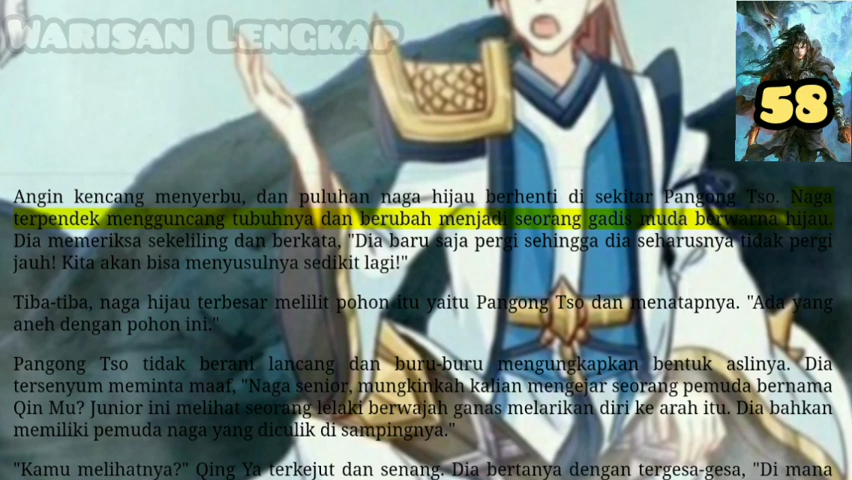 Warisan Lengkap
58
Angin kencang menyerbu, dan puluhan naga hijau berhenti di sekitar Pangong Tso. Naga
terpendek mengguncang tubuhnya dan berubah menjadi seorang gadis muda berwarna hijau.
Dia memeriksa sekeliling dan berkata, "Dia baru saja pergi sehingga dia seharusnya tidak pergi
jauh! Kita akan bisa menyusulnya sedikit lagi!"
Tiba-tiba, naga hijau terbesar melilit pohon itu yaitu Pangong Tso dan menatapnya. "Ada yang
aneh dengan pohon ini."
Pangong Tso tidak berani lancang dan buru-buru mengungkapkan bentuk aslinya. Dia
tersenyum meminta maaf, "Naga senior, mungkinkah kalian mengejar seorang pemuda bernama
Qin Mu? Junior ini melihat seorang lelaki berwajah ganas melarikan diri ke arah itu. Dia bahkan
memiliki pemuda naga yang diculik di sampingnya."
"Kamu melihatnya?" Qing Ya terkejut dan senang. Dia bertanya dengan tergesa-gesa, "Di mana